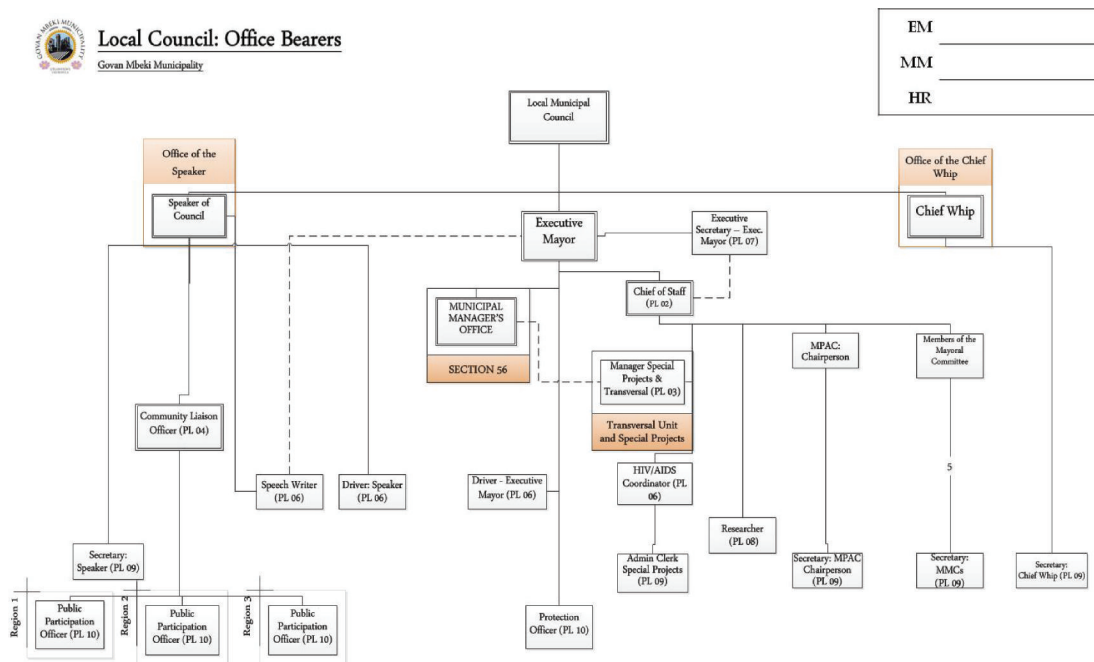 Local Council: Office Bearers
Govan Mbeki Municipality
GOVAN MBEKI MUNICIPALITY
EM
MM
HR
Local Municipal
Council
Office of the
Speaker
Speaker of
Council
Office of the Chief
Whip
Chief Whip
Executive
Mayor
Executive
Secretary – Exec.
Mayor (PL 07)
Chief of Staff
(PL 02)
MUNICIPAL
MANAGER'S
OFFICE
SECTION 56
Manager Special
Projects &
Transversal (PL 03)
Transversal Unit
and Special Projects
MPAC:
Chairperson
Members of the
Mayoral
Committee
Community Liaison
Officer (PL 04)
5
Speech Writer
(PL 06)
Driver: Speaker
(PL 06)
Driver - Executive
Mayor (PL 06)
HIV/AIDS
Coordinator (PL
06)
Researcher
(PL 08)
Secretary:
Speaker (PL 09)
Admin Clerk
Special Projects
(PL 09)
Secretary: MPAC
Chairperson
(PL 09)
Secretary:
MMCs
(PL 09)
Secretary:
Chief Whip (PL 09)
Region 1
Public
Participation
Officer (PL 10)
Region 2
Public
Participation
Officer (PL 10)
Region 3
Public
Participation
Officer (PL 10)
Protection
Officer (PL 10)